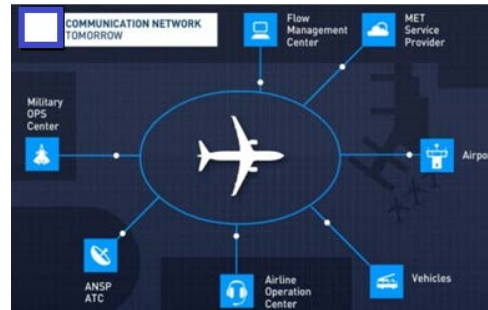 COMMUNICATION NETWORK
TOMORROW
Flow
Management
Center
MET
Service
Provider
Military
OPS
Center
Airpo
ANSP
ATC
Airline
Operation
Center
Vehicles